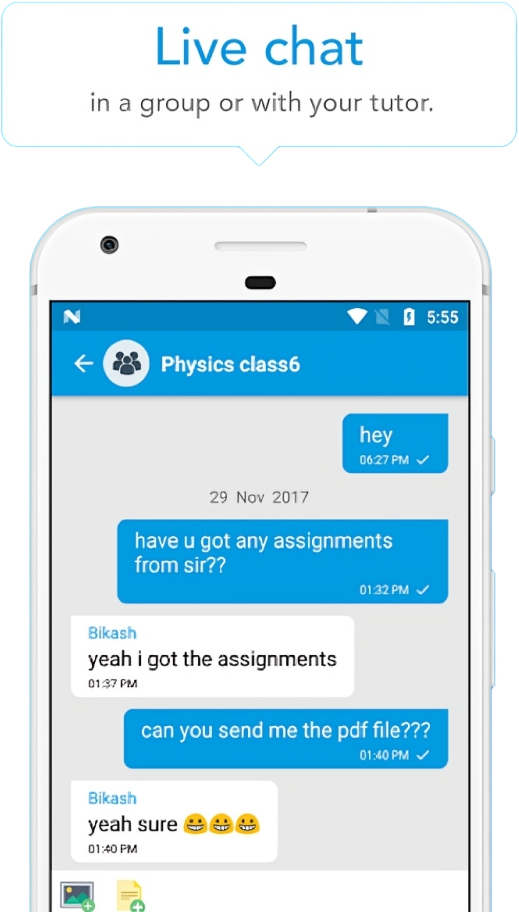 Live chat
in a group or with your tutor.
5:55
Physics class6
hey
06:27 PM
29 Nov 2017
have u got any assignments
from sir??
01:32 PM
Bikash
yeah i got the assignments
01:37 PM
can you send me the pdf file???
01:40 PM
Bikash
yeah sure 😀😀😀
01:40 PM